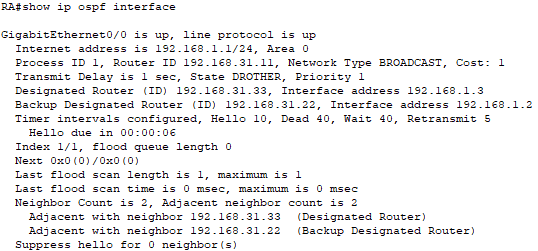 RA#show ip ospf interface
GigabitEthernet0/0 is up, line protocol is up
Internet address is 192.168.1.1/24, Area 0
Process ID 1, Router ID 192.168.31.11, Network Type BROADCAST, Cost: 1
Transmit Delay is 1 sec, State DROTHER, Priority 1
Designated Router (ID) 192.168.31.33, Interface address 192.168.1.3
Backup Designated Router (ID) 192.168.31.22, Interface address 192.168.1.2
Timer intervals configured, Hello 10, Dead 40, Wait 40, Retransmit 5
Hello due in 00:00:06
Index 1/1, flood queue length 0
Next 0x0(0)/0x0(0)
Last flood scan length is 1, maximum is 1
Last flood scan time is 0 msec, maximum is 0 msec
Neighbor Count is 2, Adjacent neighbor count is 2
Adjacent with neighbor 192.168.31.33 (Designated Router)
Adjacent with neighbor 192.168.31.22 (Backup Designated Router)
Suppress hello for 0 neighbor(s)